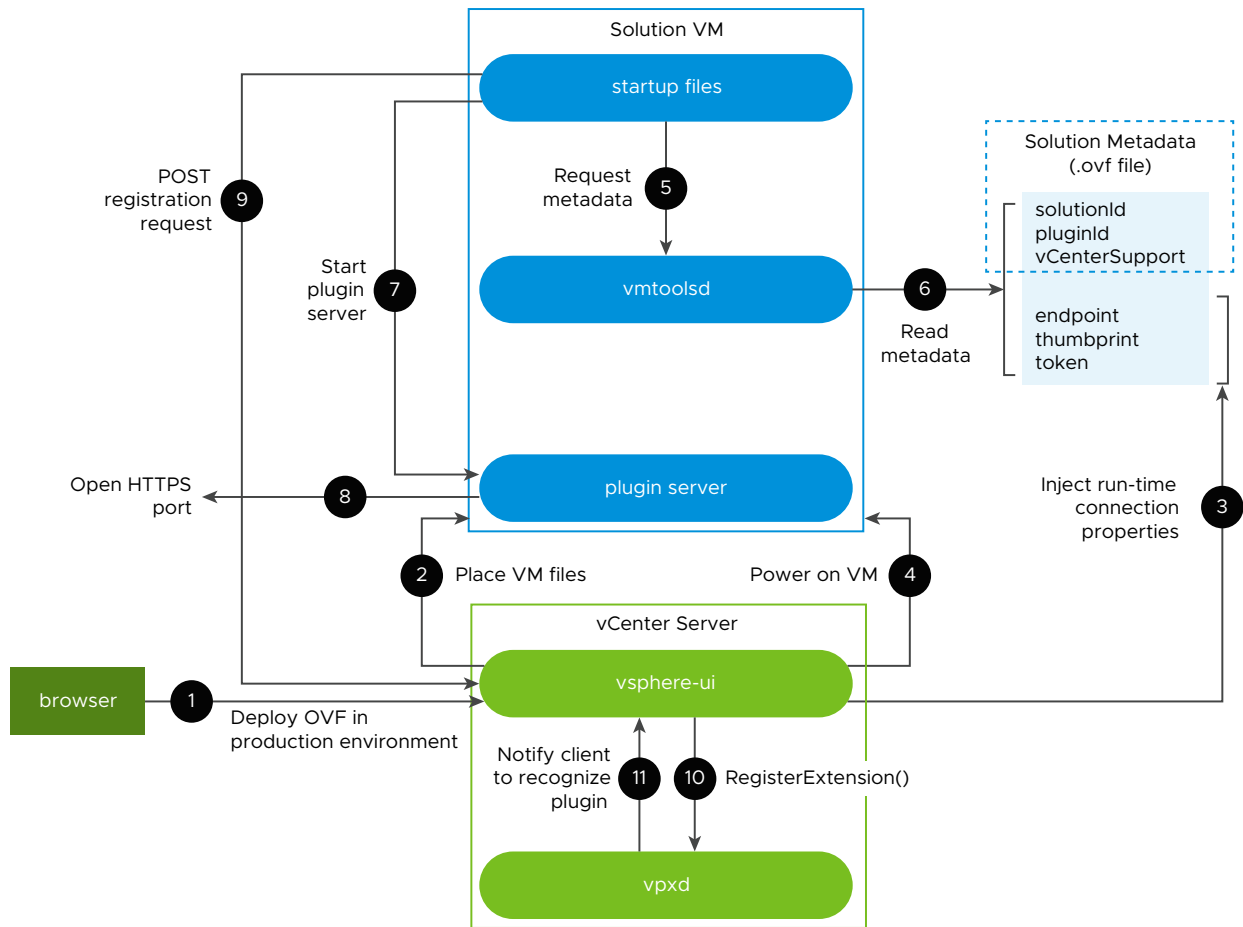 Solution VM
startup files
Solution Metadata
(.ovf file)
POST
registration
request
9
Request
metadata
5
solutionId
pluginId
vCenterSupport
Start
plugin
server
7
vmtoolsd
6
Read
metadata
endpoint
thumbprint
token
Open HTTPS
port
8
plugin server
Inject run-time
connection
properties
3
2
Place VM files
Power on VM
4
vCenter Server
browser
1
Deploy OVF in
production environment
vsphere-ui
Notify client
to recognize
plugin
11
10
RegisterExtension()
vpxd